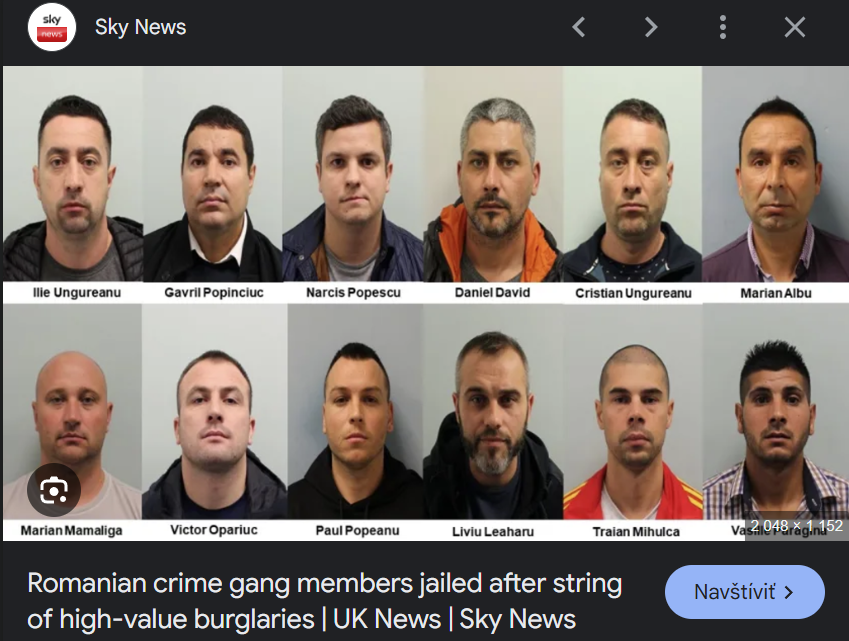 sky
news
Sky News
Ilie Ungureanu Gavril Popinciuc Narcis Popescu Daniel David Cristian Ungureanu Marian Albu
Marian Mamaliga Victor Opariuc Paul Popeanu Liviu Leaharu Traian Mihulca Vasile Paragina
2 048 × 1 152
Romanian crime gang members jailed after string
of high-value burglaries | UK News | Sky News
Navštíviť